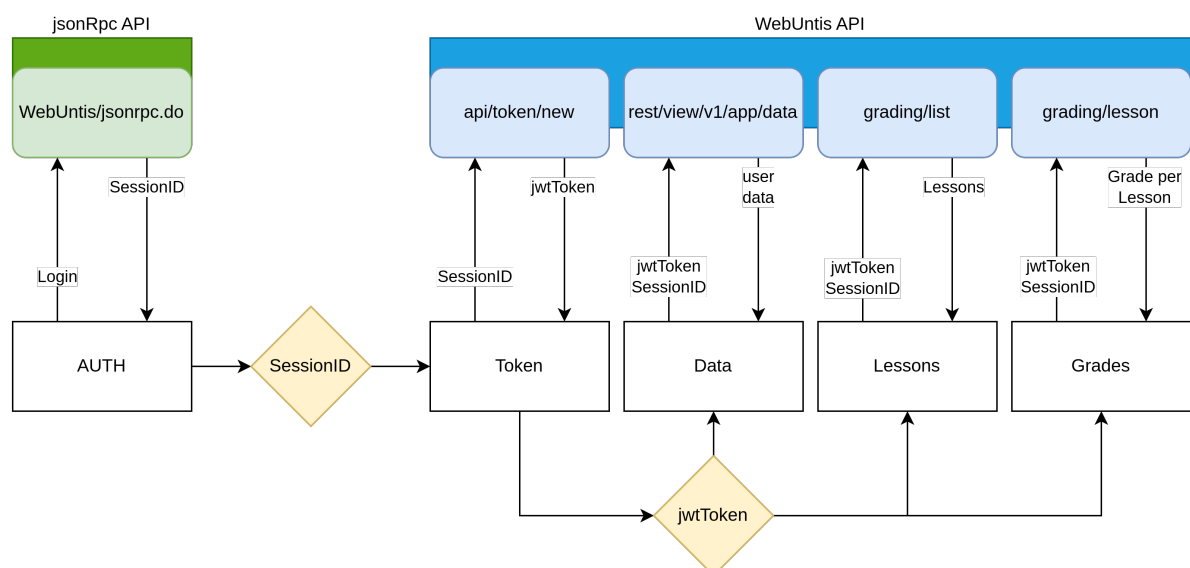 jsonRpc API
WebUntis API
WebUntis/jsonrpc.do
api/token/new
rest/view/v1/app/data
grading/list
grading/lesson
SessionID
jwtToken
user
data
Lessons
Grade per
Lesson
Login
SessionID
jwtToken
SessionID
jwtToken
SessionID
jwtToken
SessionID
AUTH
SessionID
Token
Data
Lessons
Grades
jwtToken